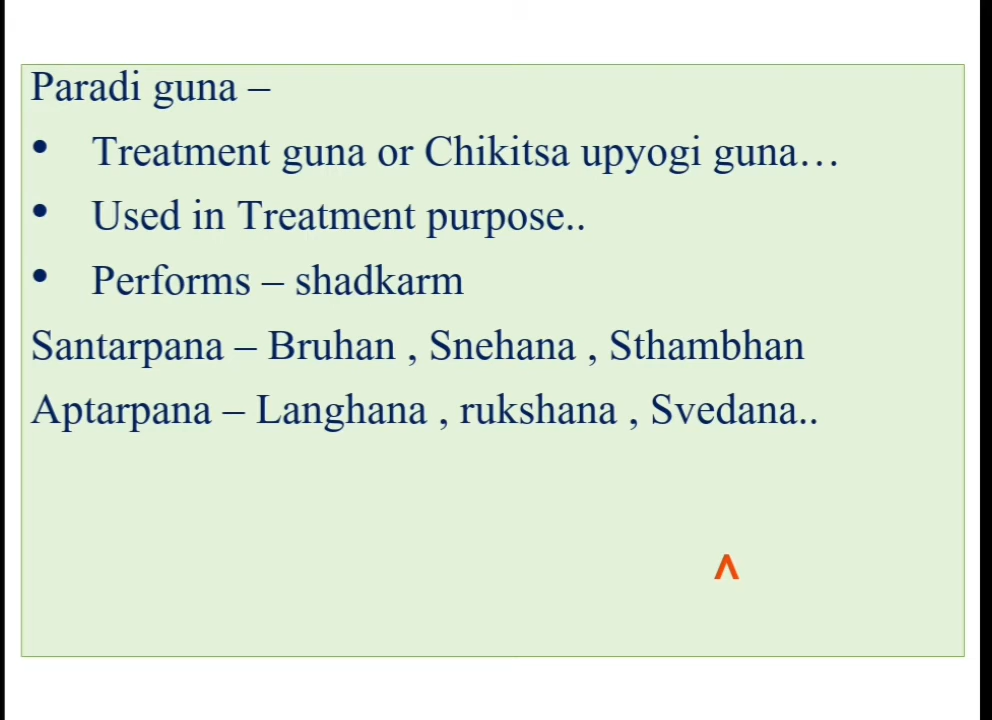 Paradi guna –
• Treatment guna or Chikitsa upyogi guna…
• Used in Treatment purpose..
• Performs – shadkarm
Santarpana – Bruhan , Snehana , Sthambhan
Aptarpana – Langhana , rukshana , Svedana..
^